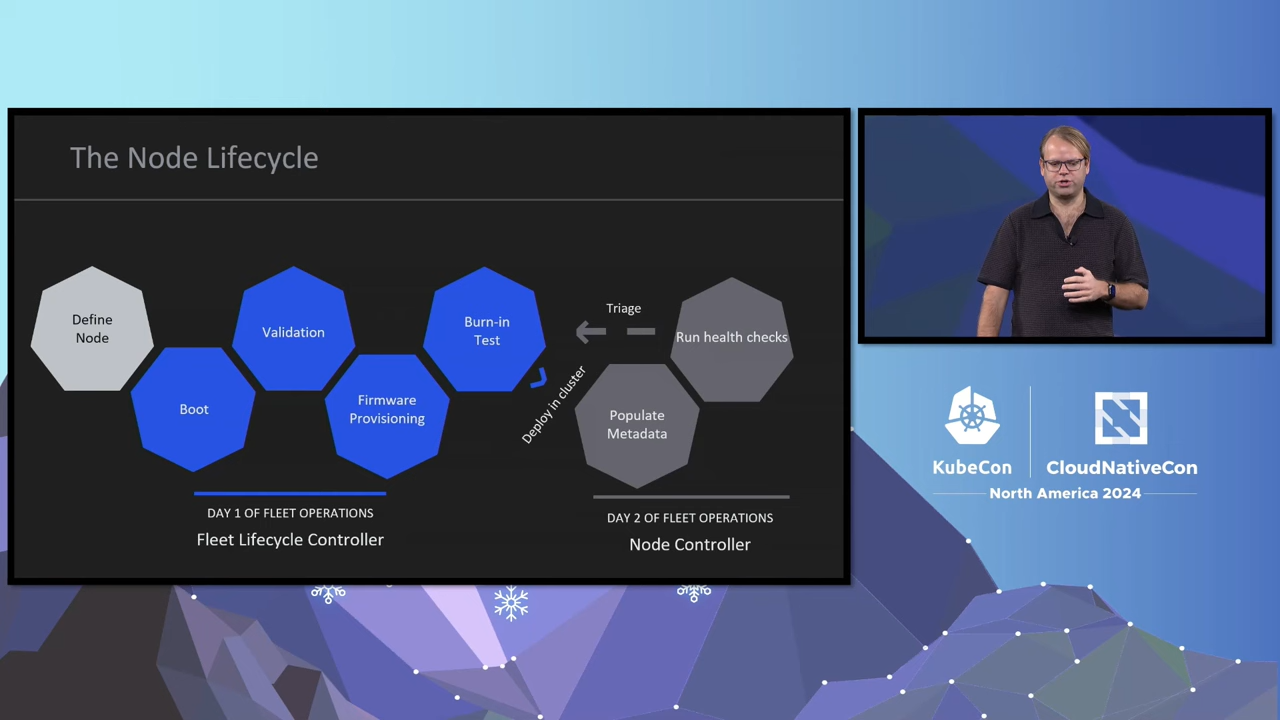 The Node Lifecycle
Define
Node
Boot
Validation
Firmware
Provisioning
Burn-in
Test
Deploy in cluster
Triage
Populate
Metadata
Run health checks
DAY 1 OF FLEET OPERATIONS
Fleet Lifecycle Controller
DAY 2 OF FLEET OPERATIONS
Node Controller
KubeCon
CloudNativeCon
North America 2024